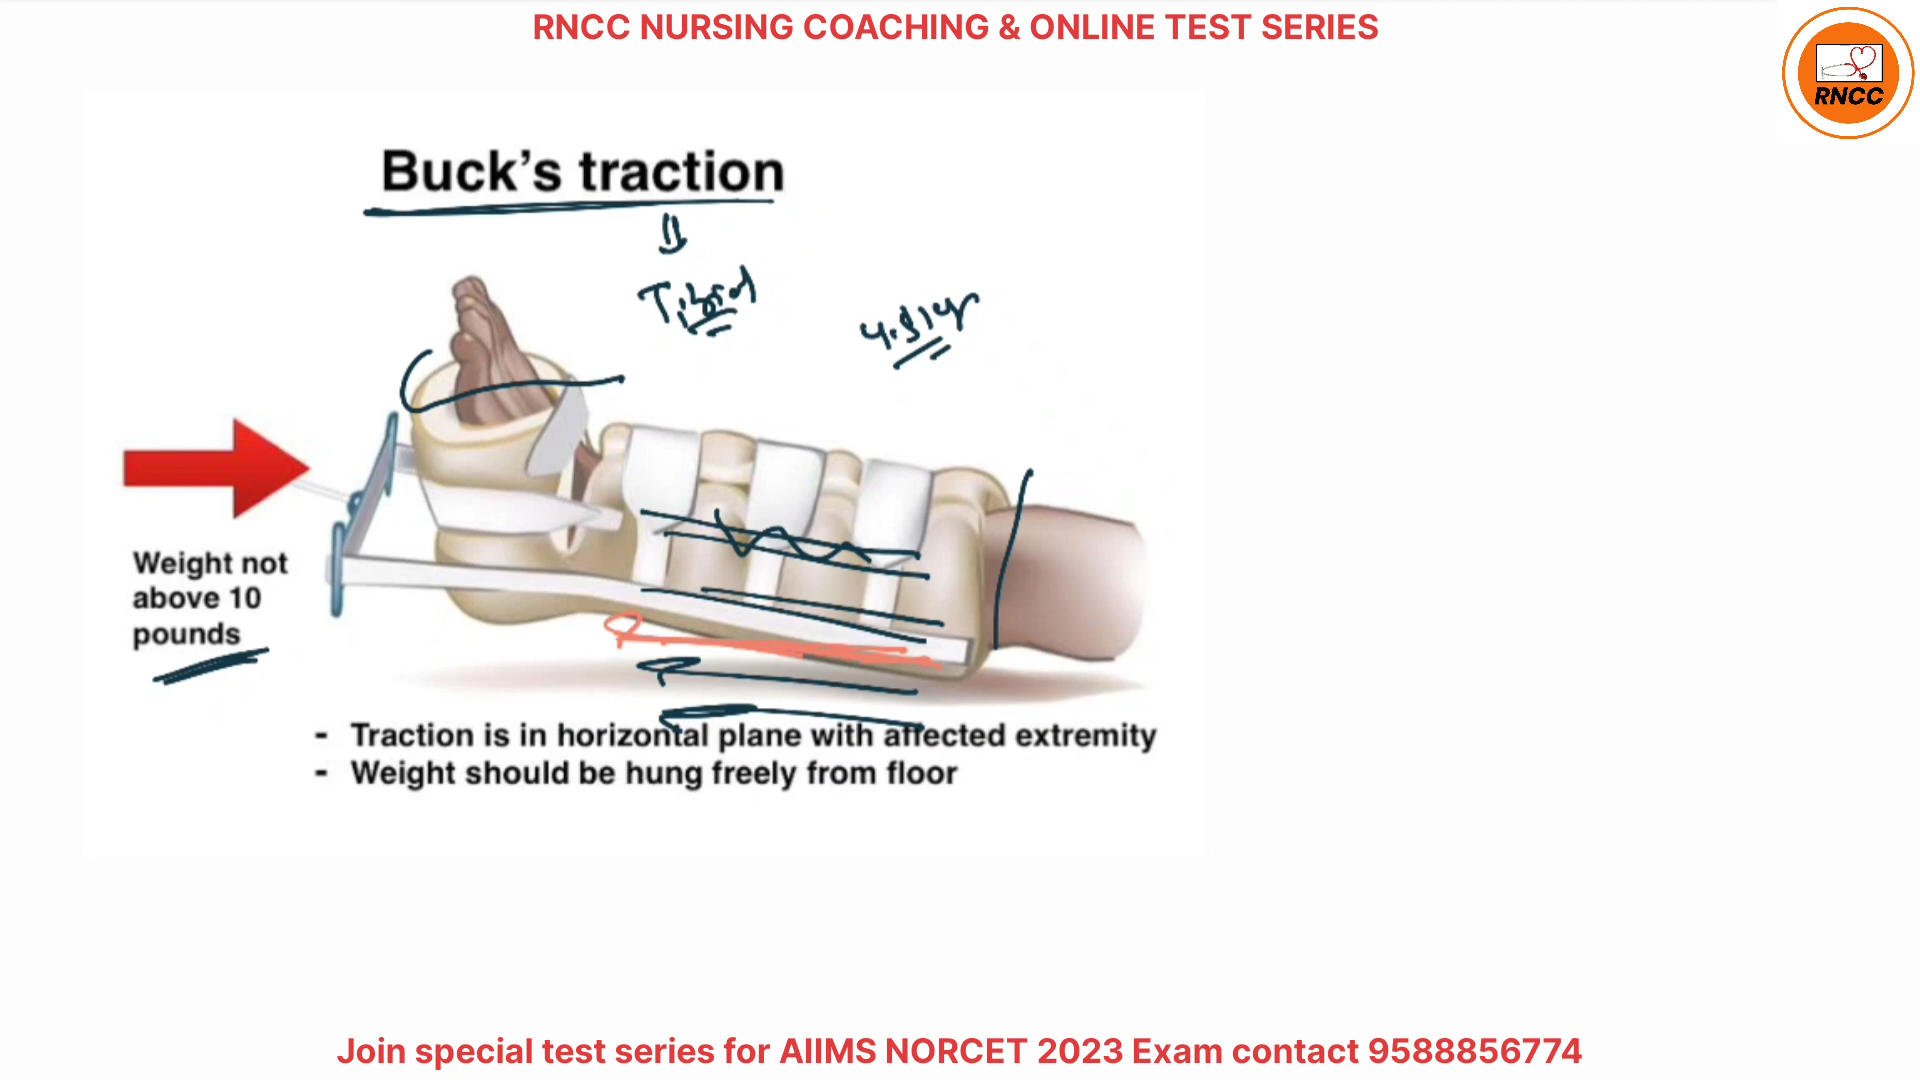 RNCC NURSING COACHING & ONLINE TEST SERIES
RNCC
Buck's traction
Tibial
Weight not
above 10
pounds
- Traction is in horizontal plane with affected extremity
- Weight should be hung freely from floor
Join special test series for AIIMS NORCET 2023 Exam contact 9588856774